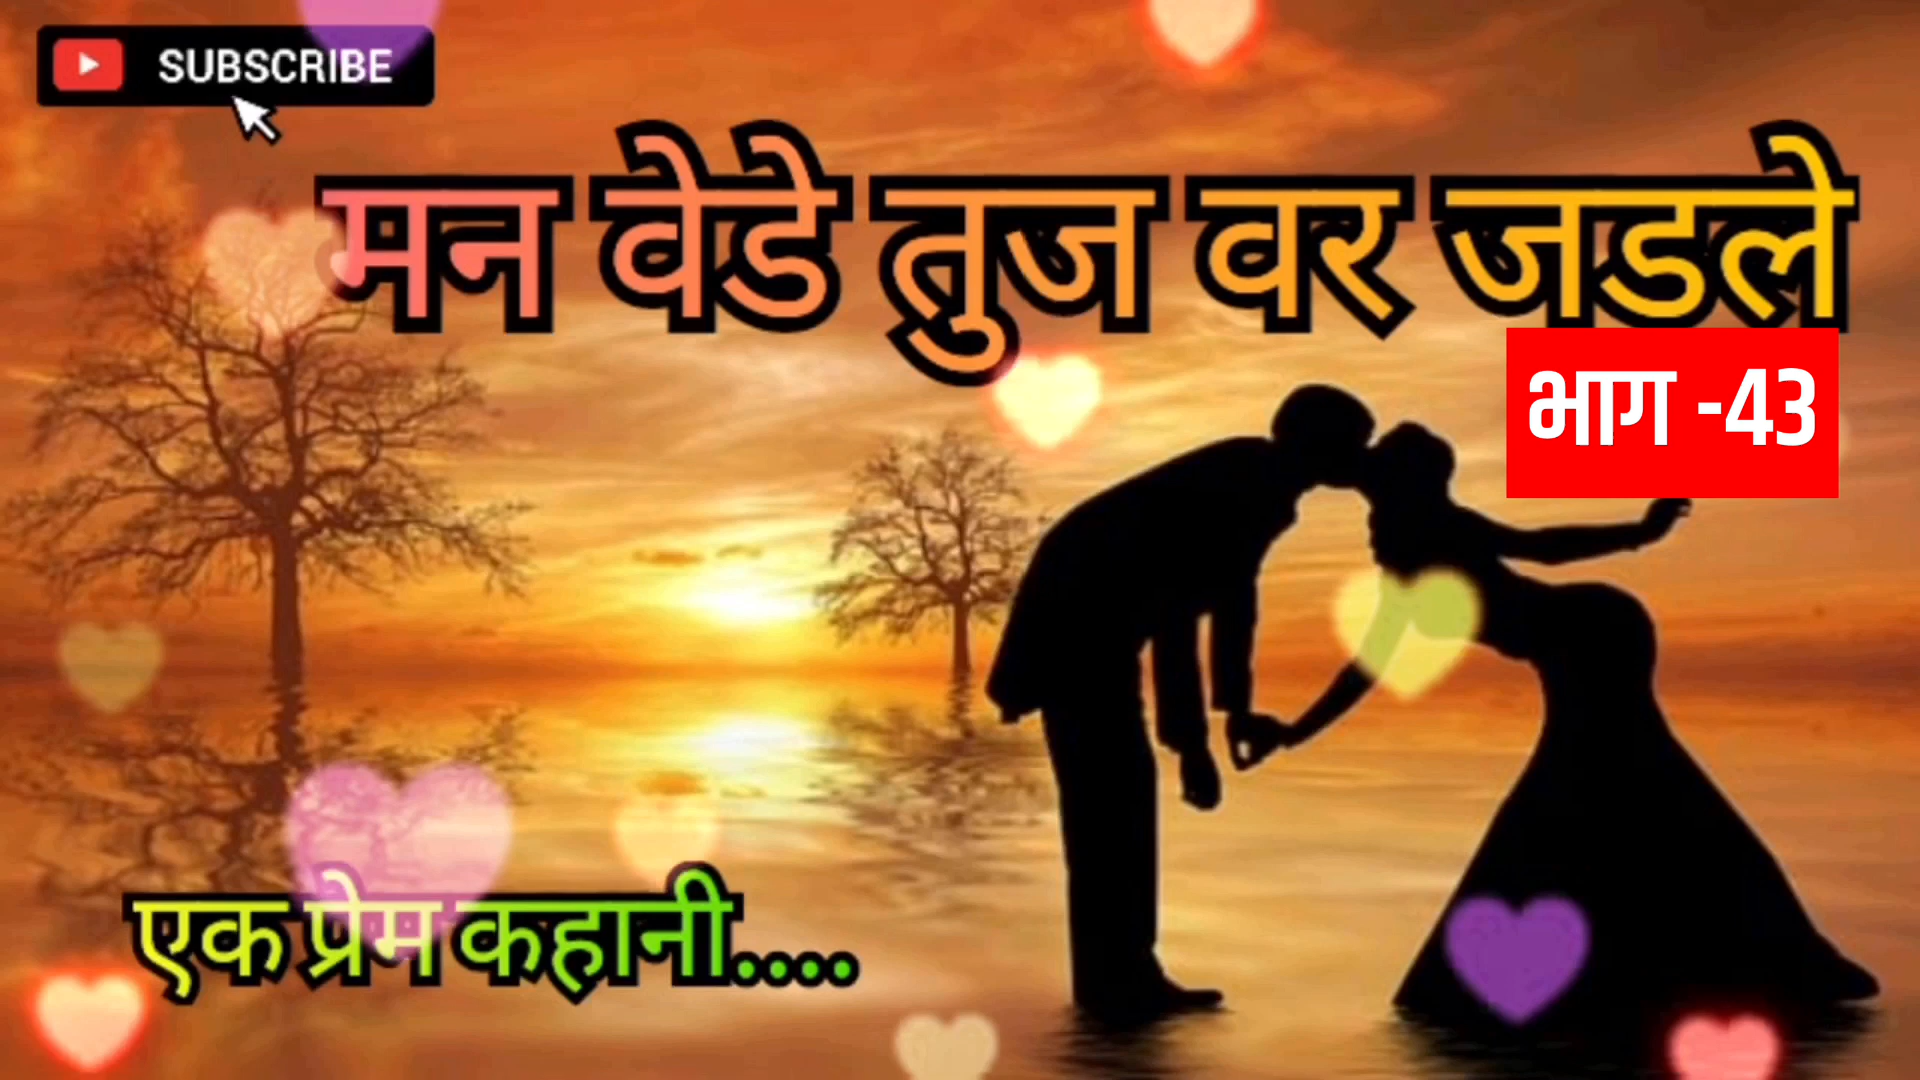 SUBSCRIBE
मन वेडे तुज वर जडले
भाग -43
एक प्रेम कहानी....